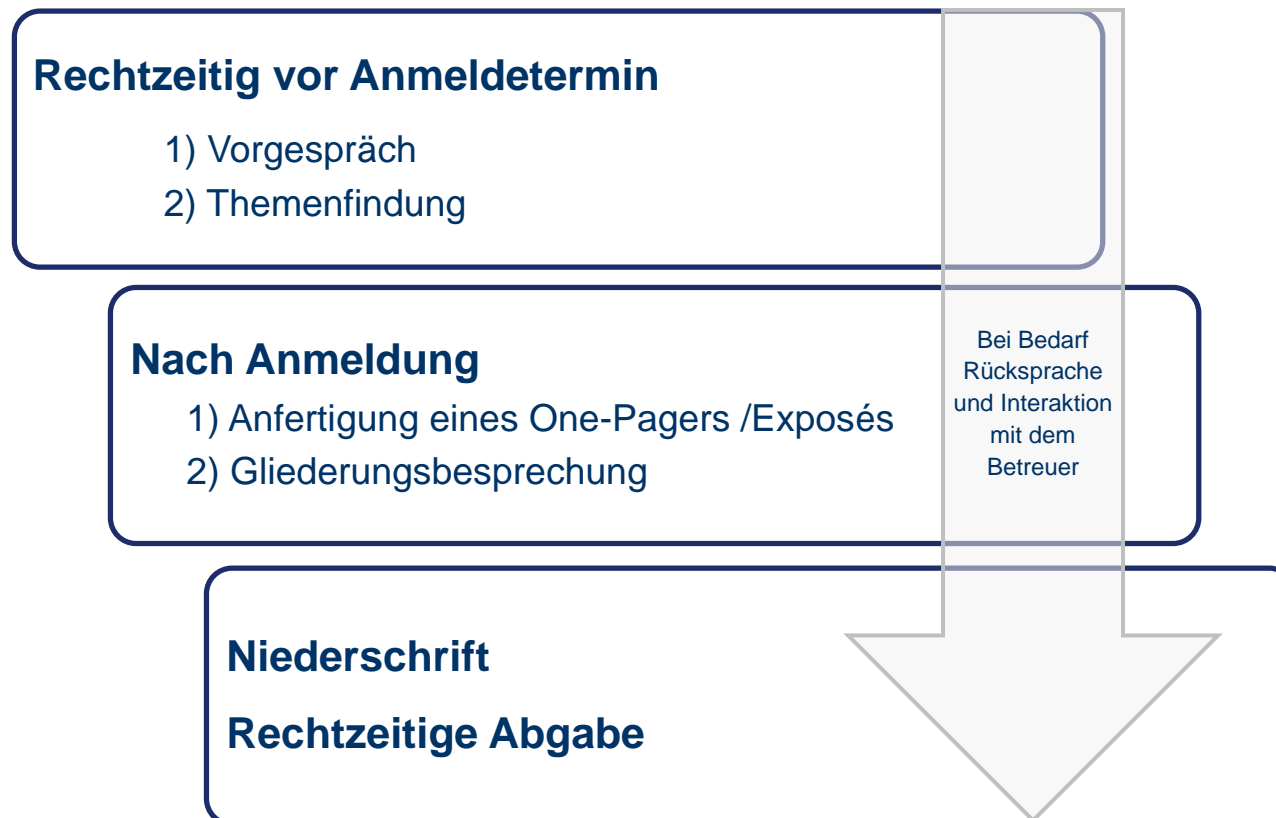 Rechtzeitig vor Anmeldetermin
1) Vorgespräch
2) Themenfindung
Nach Anmeldung
1) Anfertigung eines One-Pagers /Exposés
2) Gliederungsbesprechung
Bei Bedarf
Rücksprache
und Interaktion
mit dem
Betreuer
Niederschrift
Rechtzeitige Abgabe